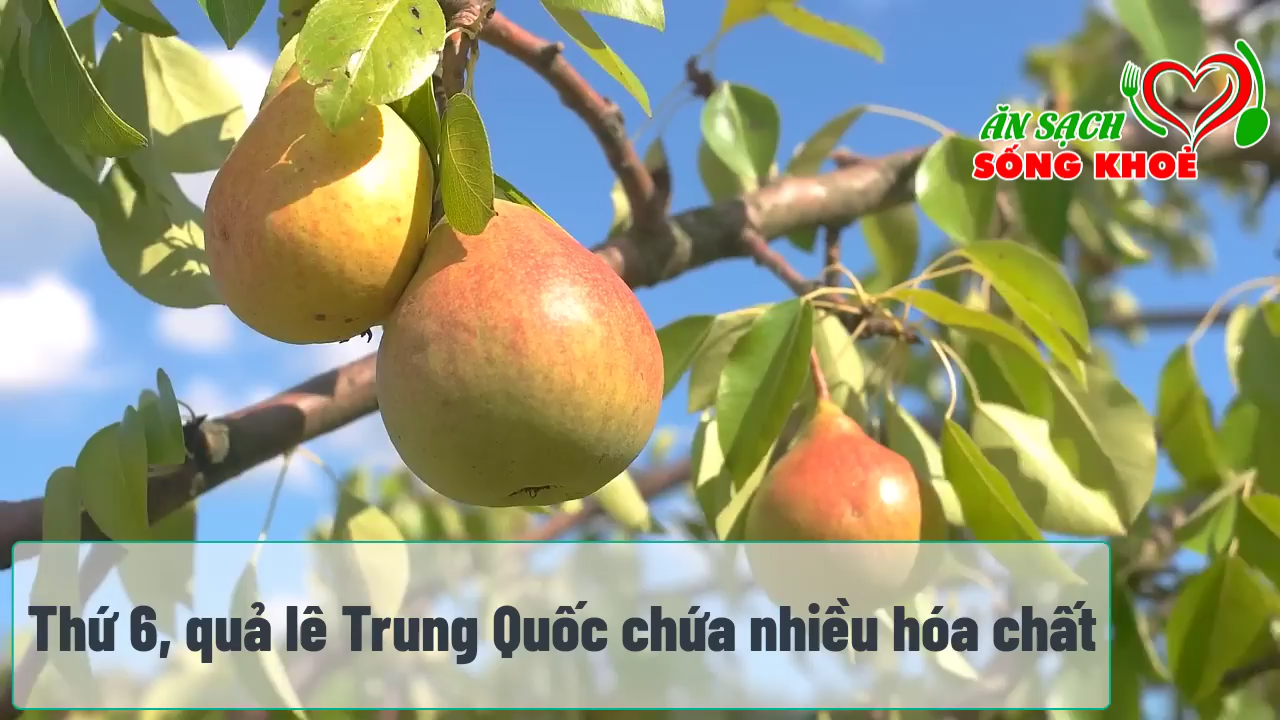 ĂN SẠCH
SỐNG KHOẺ
Thứ 6, quả lê Trung Quốc chứa nhiều hóa chất